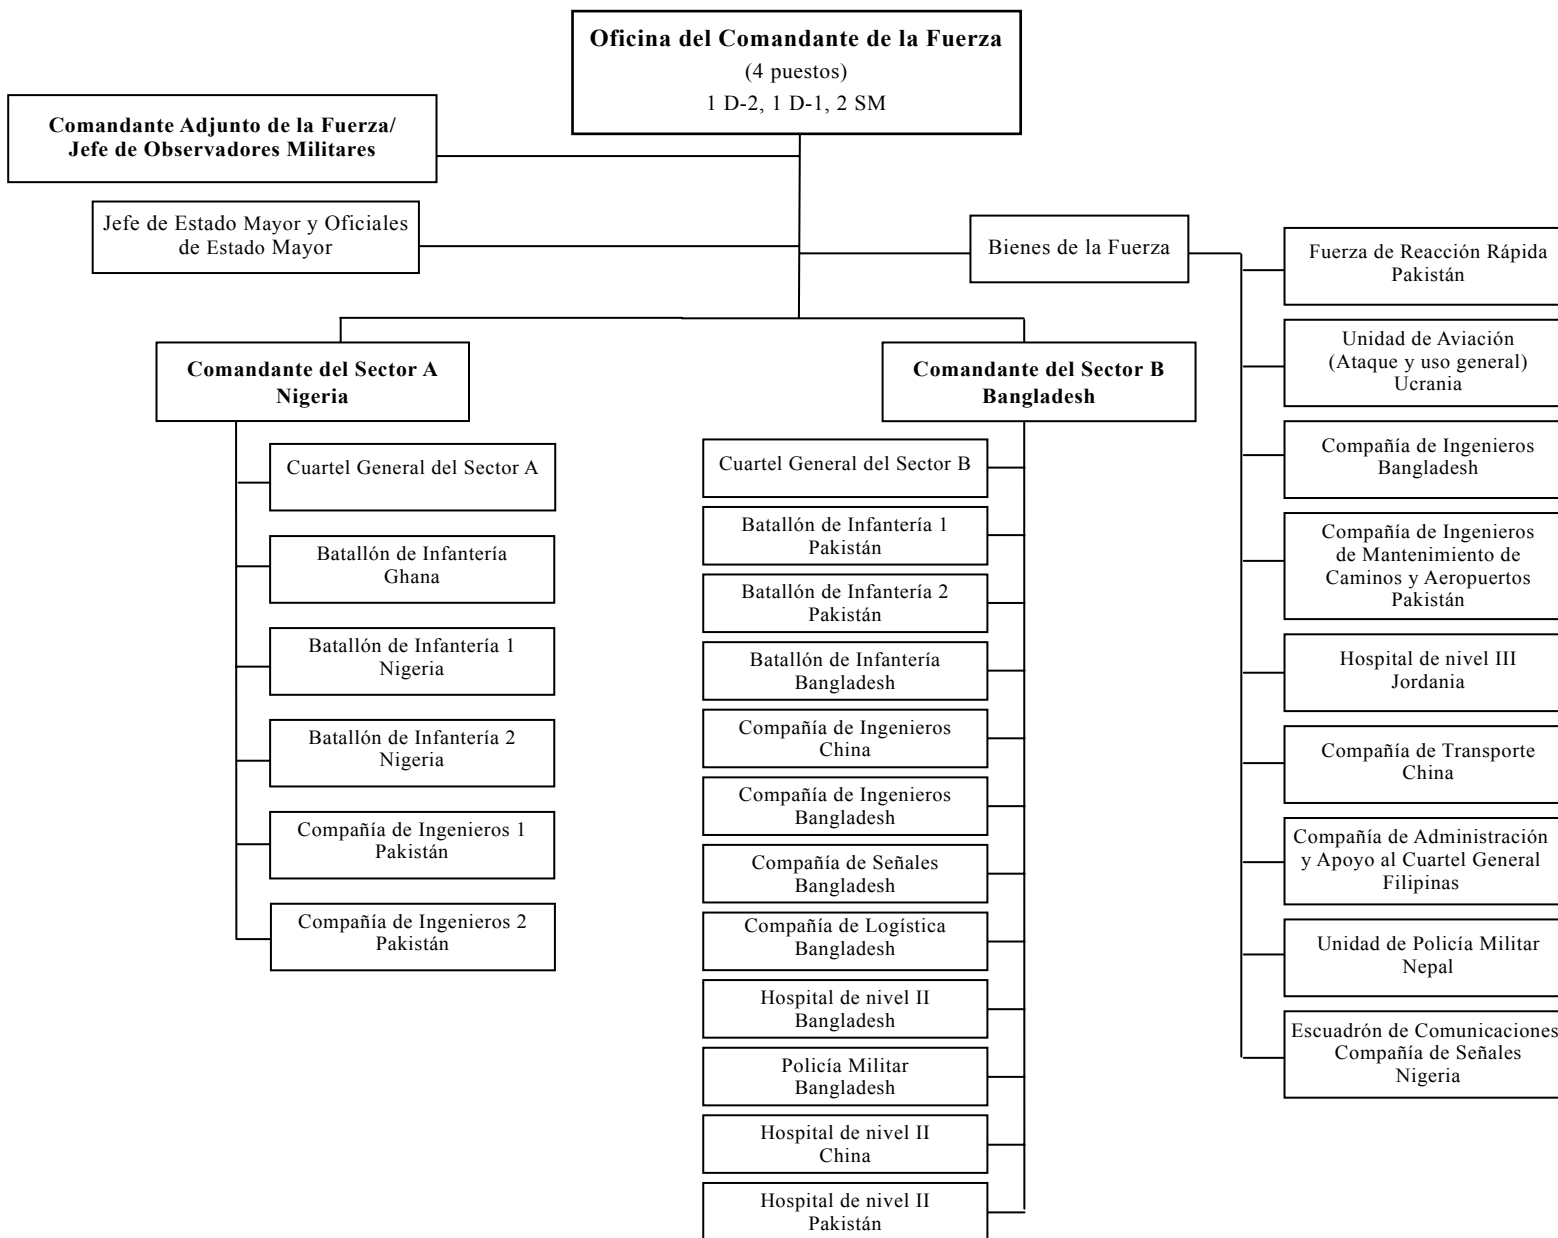 Oficina del Comandante de la Fuerza
(4 puestos)
1 D-2, 1 D-1, 2 SM
Comandante Adjunto de la Fuerza/
Jefe de Observadores Militares
Jefe de Estado Mayor y Oficiales
de Estado Mayor
Bienes de la Fuerza
Comandante del Sector A
Nigeria
Cuartel General del Sector A
Batallón de Infantería
Ghana
Batallón de Infantería 1
Nigeria
Batallón de Infantería 2
Nigeria
Compañía de Ingenieros 1
Pakistán
Compañía de Ingenieros 2
Pakistán
Comandante del Sector B
Bangladesh
Cuartel General del Sector B
Batallón de Infantería 1
Pakistán
Batallón de Infantería 2
Pakistán
Batallón de Infantería
Bangladesh
Compañía de Ingenieros
China
Compañía de Ingenieros
Bangladesh
Compañía de Señales
Bangladesh
Compañía de Logística
Bangladesh
Hospital de nivel II
Bangladesh
Policía Militar
Bangladesh
Hospital de nivel II
China
Hospital de nivel II
Pakistán
Fuerza de Reacción Rápida
Pakistán
Unidad de Aviación
(Ataque y uso general)
Ucrania
Compañía de Ingenieros
Bangladesh
Compañía de Ingenieros
de Mantenimiento de
Caminos y Aeropuertos
Pakistán
Hospital de nivel III
Jordania
Compañía de Transporte
China
Compañía de Administración
y Apoyo al Cuartel General
Filipinas
Unidad de Policía Militar
Nepal
Escuadrón de Comunicaciones
Compañía de Señales
Nigeria